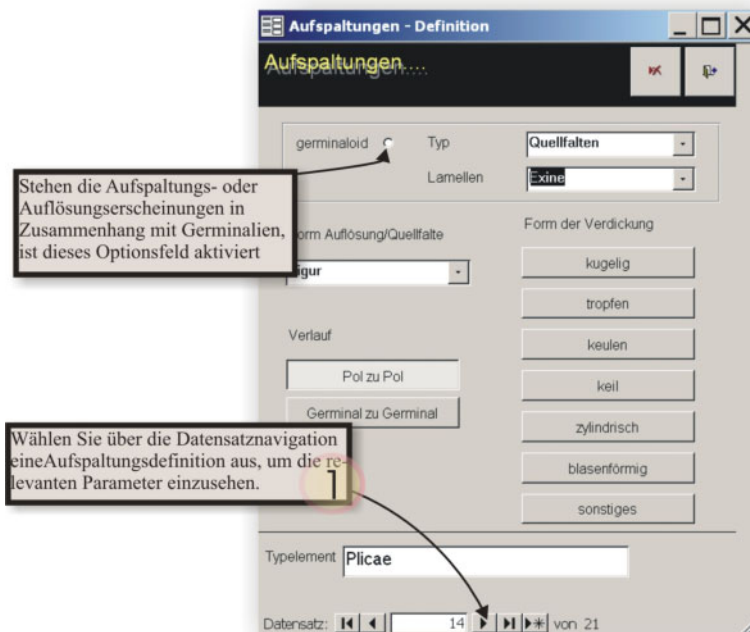 Aufspaltungen - Definition
Aufspaltungen....
germinaloid
Typ
Quellfalten
Lamellen
Exine
Stehen die Aufspaltungs- oder
Auflösungserscheinungen in
Zusammenhang mit Germinalien,
ist dieses Optionsfeld aktiviert
orm Auflösung/Quellfalte
igur
Form der Verdickung
kugelig
tropfen
keulen
keil
zylindrisch
blasenförmig
sonstiges
Verlauf
Pol zu Pol
Germinal zu Germinal
Wählen Sie über die Datensatznavigation
eineAufspaltungsdefinition aus, um die re-
levanten Parameter einzusehen.
1
Typelement Plicae
Datensatz: 14 von 21